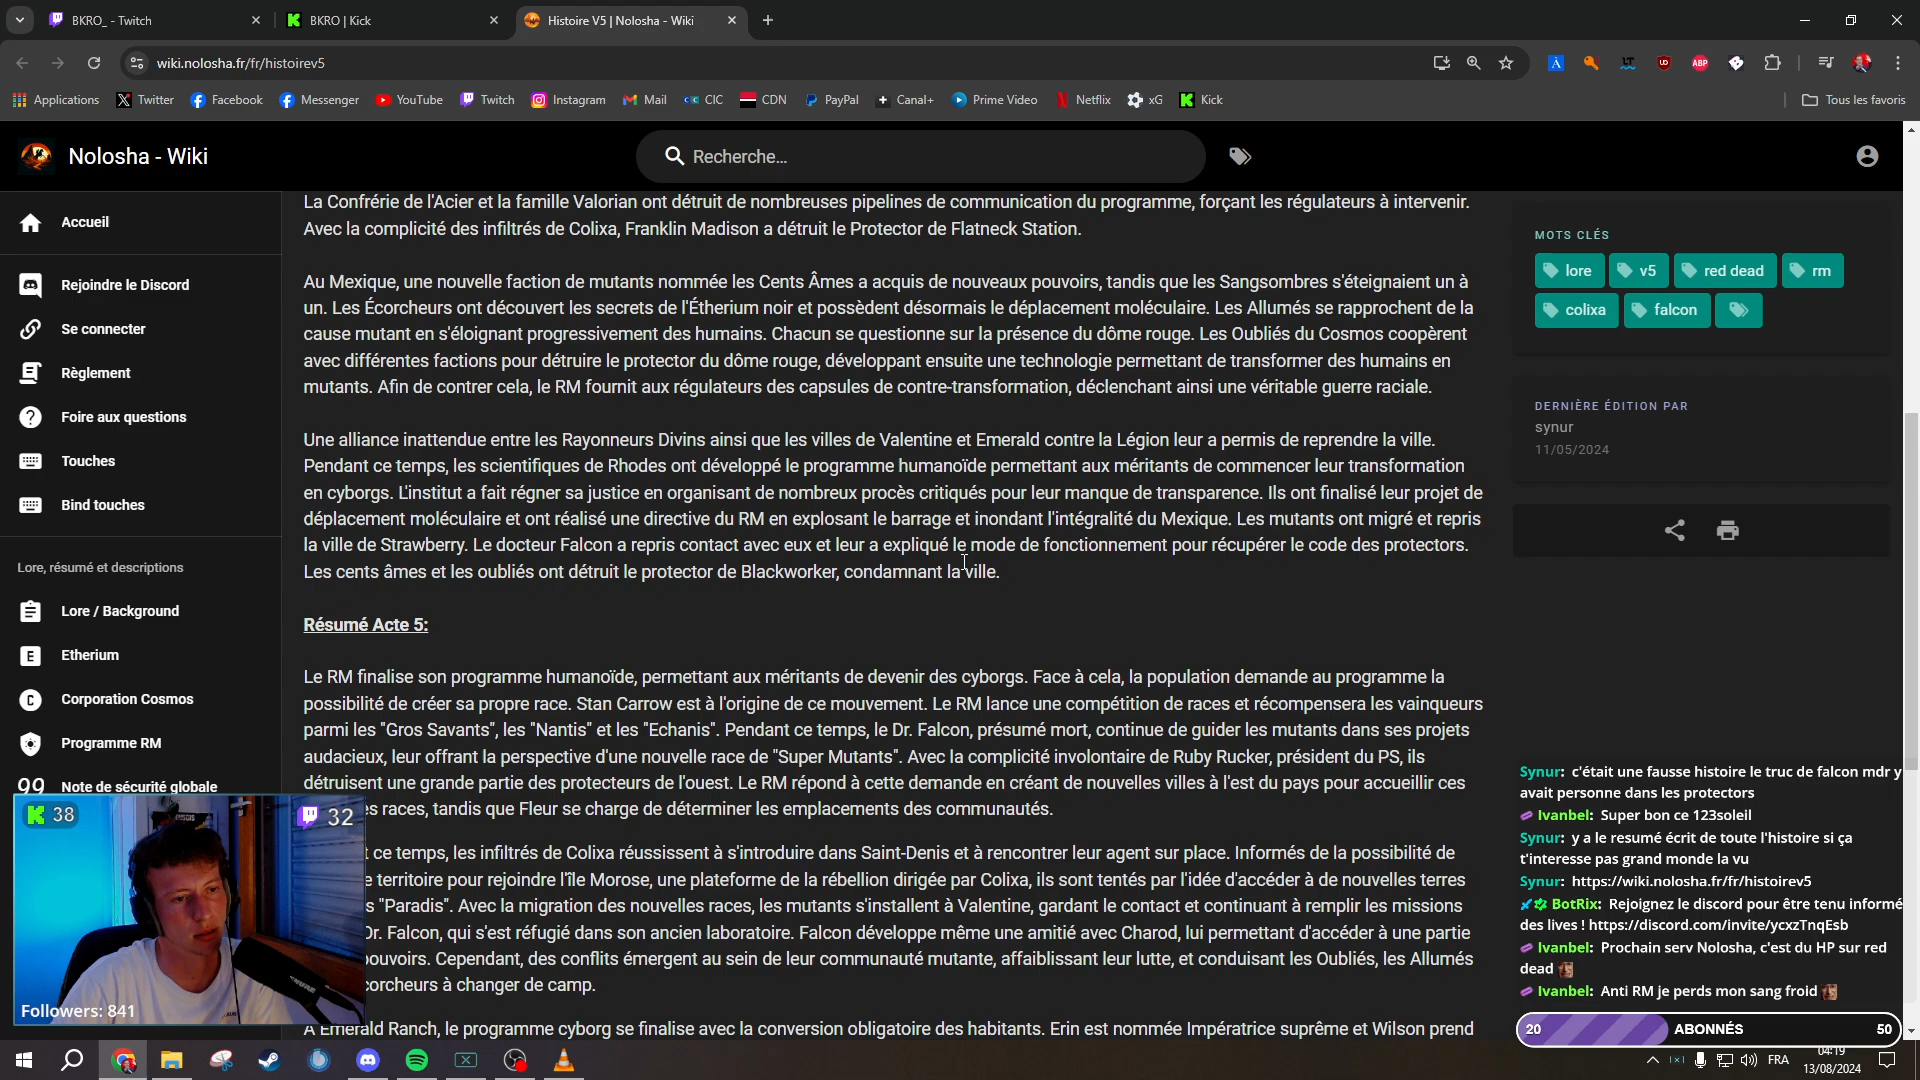 BKRO_ - Twitch
BKRO | Kick
Histoire V5 | Nolosha - Wiki
wiki.nolosha.fr/fr/histoirev5
Applications
Twitter
Facebook
Messenger
YouTube
Twitch
Instagram
Mail
CIC
CDN
PayPal
Canal+
Prime Video
Netflix
xG
Kick
Tous les favoris
Nolosha - Wiki
Recherche...
Accueil
Rejoindre le Discord
Se connecter
Règlement
Foire aux questions
Touches
Bind touches
Lore, résumé et descriptions
Lore / Background
Etherium
Corporation Cosmos
Programme RM
Note de sécurité globale
La Confrérie de l'Acier et la famille Valorian ont détruit de nombreuses pipelines de communication du programme, forçant les régulateurs à intervenir.
Avec la complicité des infiltrés de Colixa, Franklin Madison a détruit le Protector de Flatneck Station.
Au Mexique, une nouvelle faction de mutants nommée les Cents Âmes a acquis de nouveaux pouvoirs, tandis que les Sangsombres s'éteignaient un à
un. Les Écorcheurs ont découvert les secrets de l'Étherium noir et possèdent désormais le déplacement moléculaire. Les Allumés se rapprochent de la
cause mutant en s'éloignant progressivement des humains. Chacun se questionne sur la présence du dôme rouge. Les Oubliés du Cosmos coopèrent
avec différentes factions pour détruire le protector du dôme rouge, développant ensuite une technologie permettant de transformer des humains en
mutants. Afin de contrer cela, le RM fournit aux régulateurs des capsules de contre-transformation, déclenchant ainsi une véritable guerre raciale.
Une alliance inattendue entre les Rayonneurs Divins ainsi que les villes de Valentine et Emerald contre la Légion leur a permis de reprendre la ville.
Pendant ce temps, les scientifiques de Rhodes ont développé le programme humanoïde permettant aux méritants de commencer leur transformation
en cyborgs. L'institut a fait régner sa justice en organisant de nombreux procès critiqués pour leur manque de transparence. Ils ont finalisé leur projet de
déplacement moléculaire et ont réalisé une directive du RM en explosant le barrage et inondant l'intégralité du Mexique. Les mutants ont migré et repris
la ville de Strawberry. Le docteur Falcon a repris contact avec eux et leur a expliqué le mode de fonctionnement pour récupérer le code des protectors.
Les cents âmes et les oubliés ont détruit le protector de Blackworker, condamnant la ville.
Résumé Acte 5:
Le RM finalise son programme humanoïde, permettant aux méritants de devenir des cyborgs. Face à cela, la population demande au programme la
possibilité de créer sa propre race. Stan Carrow est à l'origine de ce mouvement. Le RM lance une compétition de races et récompensera les vainqueurs
parmi les "Gros Savants", les "Nantis" et les "Echanis". Pendant ce temps, le Dr. Falcon, présumé mort, continue de guider les mutants dans ses projets
audacieux, leur offrant la perspective d'une nouvelle race de "Super Mutants". Avec la complicité involontaire de Ruby Rucker, président du PS, ils
détruisent une grande partie des protecteurs de l'ouest. Le RM répond à cette demande en créant de nouvelles villes à l'est du pays pour accueillir ces
es races, tandis que Fleur se charge de déterminer les emplacements des communautés.
t ce temps, les infiltrés de Colixa réussissent à s'introduire dans Saint-Denis et à rencontrer leur agent sur place. Informés de la possibilité de
e territoire pour rejoindre l'île Morose, une plateforme de la rébellion dirigée par Colixa, ils sont tentés par l'idée d'accéder à de nouvelles terres
s "Paradis". Avec la migration des nouvelles races, les mutants s'installent à Valentine, gardant le contact et continuant à remplir les missions
Dr. Falcon, qui s'est réfugié dans son ancien laboratoire. Falcon développe même une amitié avec Charod, lui permettant d'accéder à une partie
pouvoirs. Cependant, des conflits émergent au sein de leur communauté mutante, affaiblissant leur lutte, et conduisant les Oubliés, les Allumés
corcheurs à changer de camp.
À Emerald Ranch, le programme cyborg se finalise avec la conversion obligatoire des habitants. Erin est nommée Impératrice suprême et Wilson prend
MOTS CLÉS
lore
v5
red dead
rm
colixa
falcon
DERNIÈRE ÉDITION PAR
synur
11/05/2024
Synur: c'était une fausse histoire le truc de falcon mdr y
avait personne dans les protectors
Ivanbel: Super bon ce 123soleil
Synur: y a le resumé écrit de toute l'histoire si ça
t'interesse pas grand monde la vu
Synur: https://wiki.nolosha.fr/fr/histoirev5
BotRix: Rejoignez le discord pour être tenu informé
des lives ! https://discord.com/invite/ycxzTnqEsb
Ivanbel: Prochain serv Nolosha, c'est du HP sur red
dead
Ivanbel: Anti RM je perds mon sang froid
20 ABONNÉS 50
38
32
Followers: 841
FRA
04:19
13/08/2024